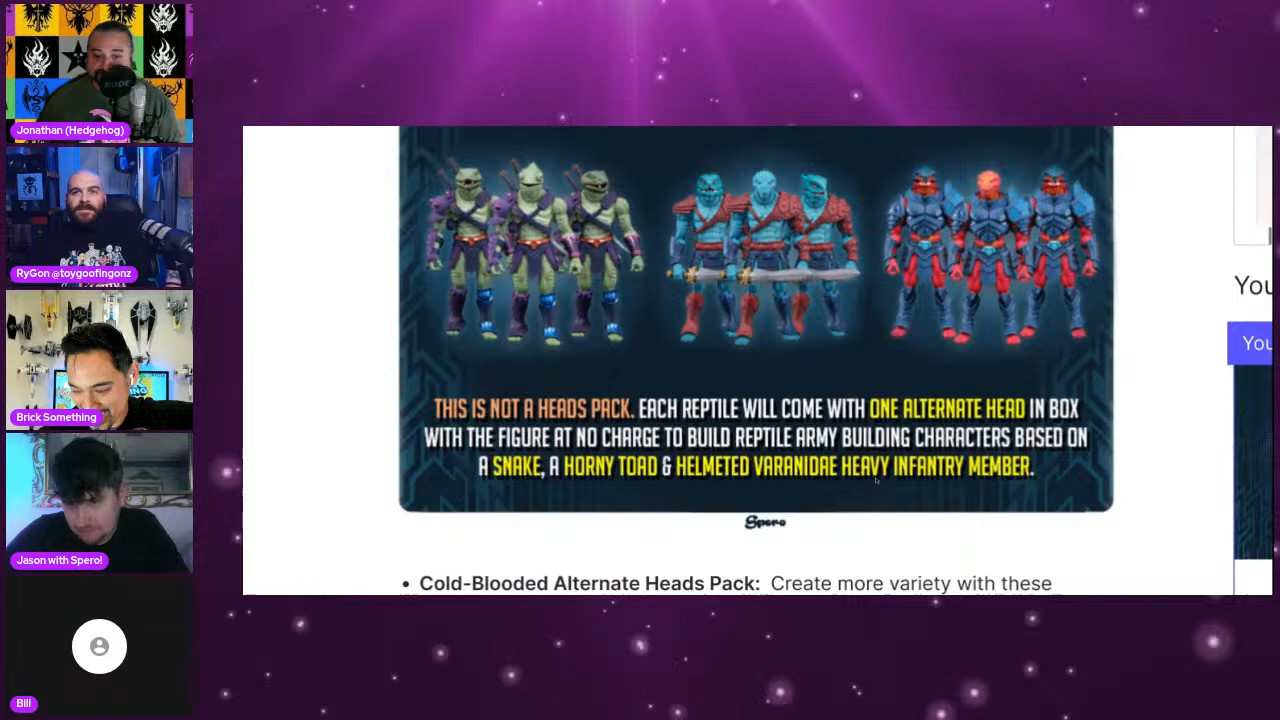 Jonathan (Hedgehog)
RyGon @toygoofingonz
Brick Something
Jason with Spero!
Bill
RODE
THIS IS NOT A HEADS PACK. EACH REPTILE WILL COME WITH ONE ALTERNATE HEAD IN BOX
WITH THE FIGURE AT NO CHARGE TO BUILD REPTILE ARMY BUILDING CHARACTERS BASED ON
A SNAKE, A HORNY TOAD & HELMETED VARANIDAE HEAVY INFANTRY MEMBER.
Spero
• Cold-Blooded Alternate Heads Pack: Create more variety with these
You
You